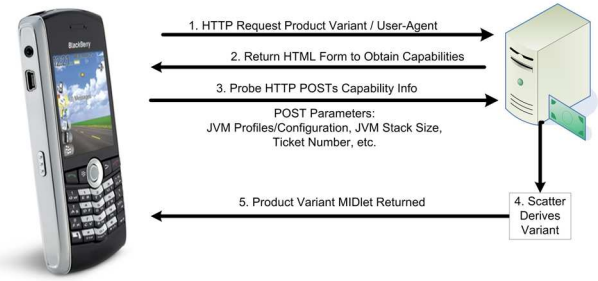 1. HTTP Request Product Variant / User-Agent
2. Return HTML Form to Obtain Capabilities
3. Probe HTTP POSTs Capability Info
POST Parameters:
JVM Profiles/Configuration, JVM Stack Size,
Ticket Number, etc.
5. Product Variant MIDlet Returned
4. Scatter
Derives
Variant
BlackBerry